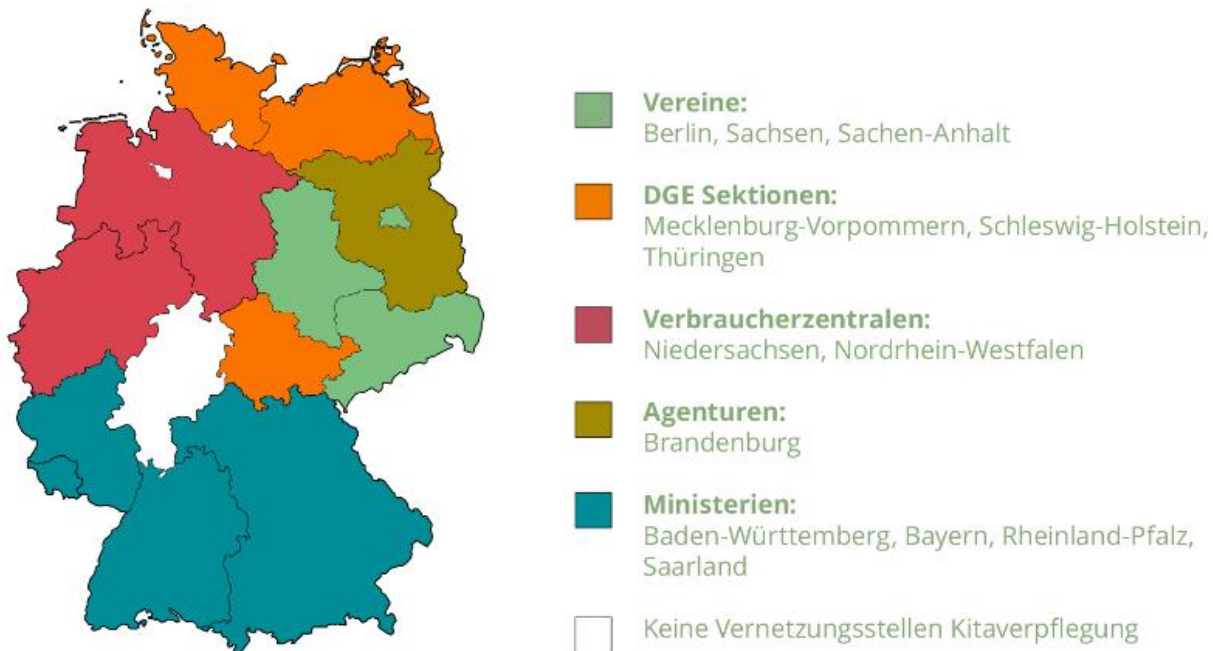 Vereine:
Berlin, Sachsen, Sachen-Anhalt
DGE Sektionen:
Mecklenburg-Vorpommern, Schleswig-Holstein,
Thüringen
Verbraucherzentralen:
Niedersachsen, Nordrhein-Westfalen
Agenturen:
Brandenburg
Ministerien:
Baden-Württemberg, Bayern, Rheinland-Pfalz,
Saarland
Keine Vernetzungsstellen Kitaverpflegung